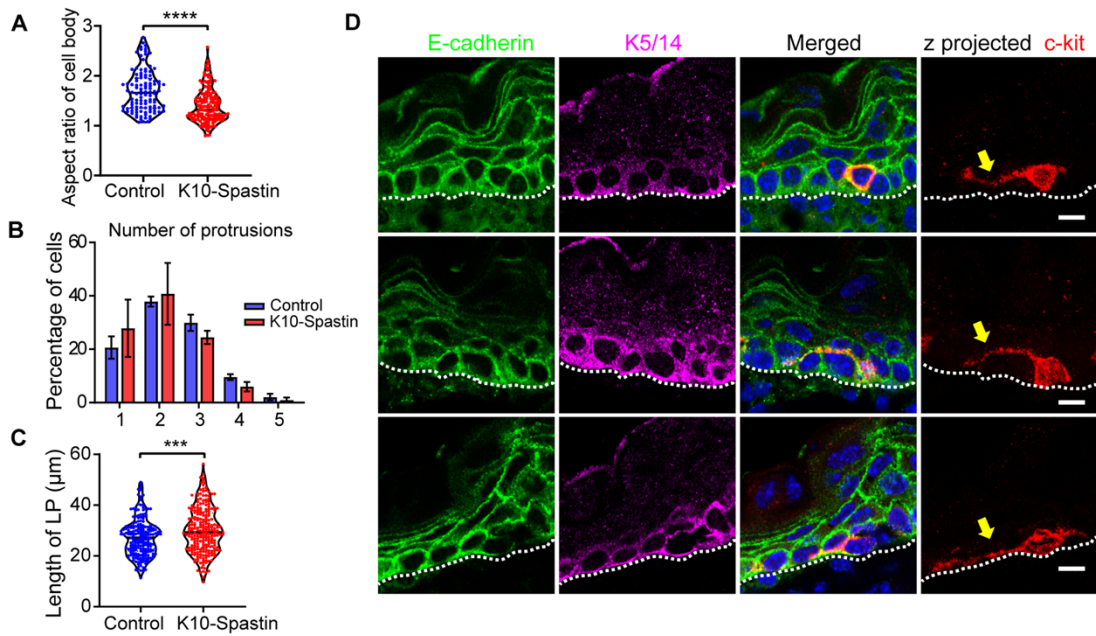 A
****
Aspect ratio of cell body
3
2
1
0
Control K10-Spastin
B
Number of protrusions
Percentage of cells
60
40
20
0
Control
K10-Spastin
1 2 3 4 5
C
***
Length of LP (µm)
60
40
20
0
Control K10-Spastin
D
E-cadherin K5/14 Merged z projected c-kit